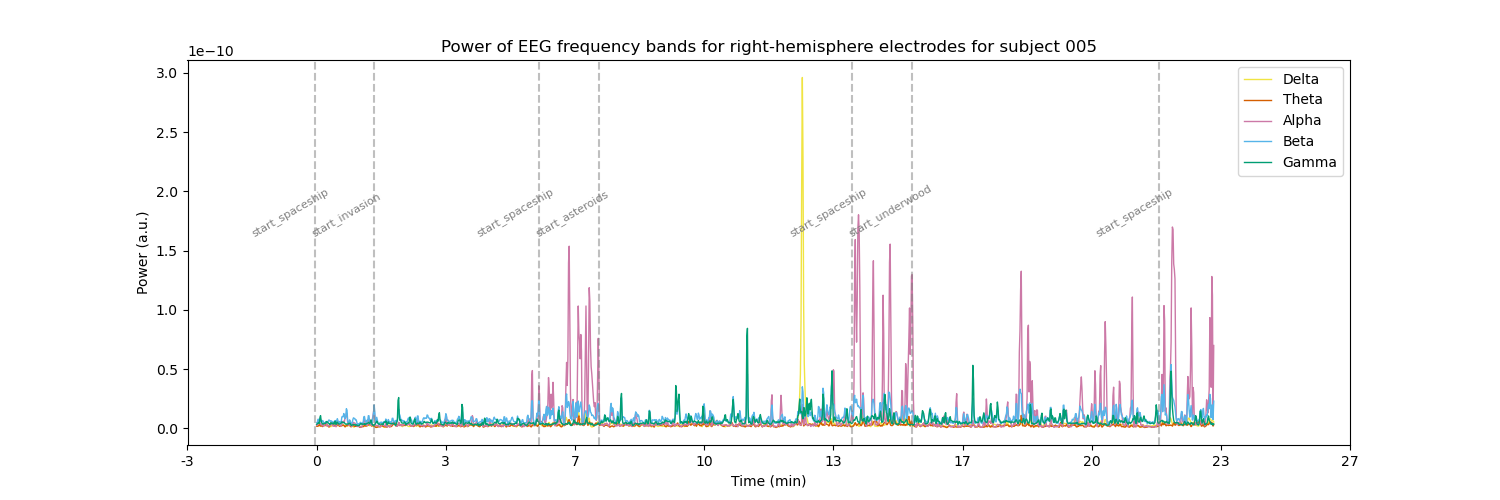 Power of EEG frequency bands for right-hemisphere electrodes for subject 005
1e−10
3.0
2.5
2.0
1.5
1.0
0.5
0.0
Power (a.u.)
start_spaceship
start_invasion
start_spaceship
start_asteroids
start_spaceship
start_underwood
start_spaceship
Delta
Theta
Alpha
Beta
Gamma
-3
0
3
7
10
13
17
20
23
27
Time (min)